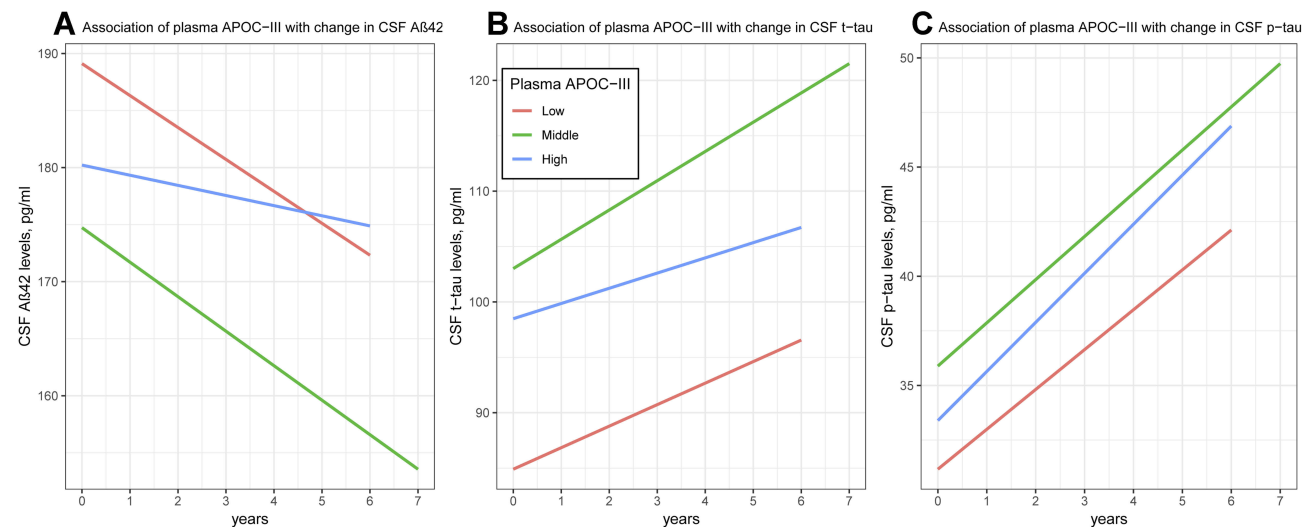 A Association of plasma APOC−III with change in CSF Aß42
190
180
170
160
CSF Aß42 levels, pg/ml
0 1 2 3 4 5 6 7
years
B Association of plasma APOC−III with change in CSF t−tau
Plasma APOC−III
Low
Middle
High
120
110
100
90
CSF t−tau levels, pg/ml
0 1 2 3 4 5 6 7
years
C Association of plasma APOC−III with change in CSF p−tau
50
45
40
35
CSF p−tau levels, pg/ml
0 1 2 3 4 5 6 7
years